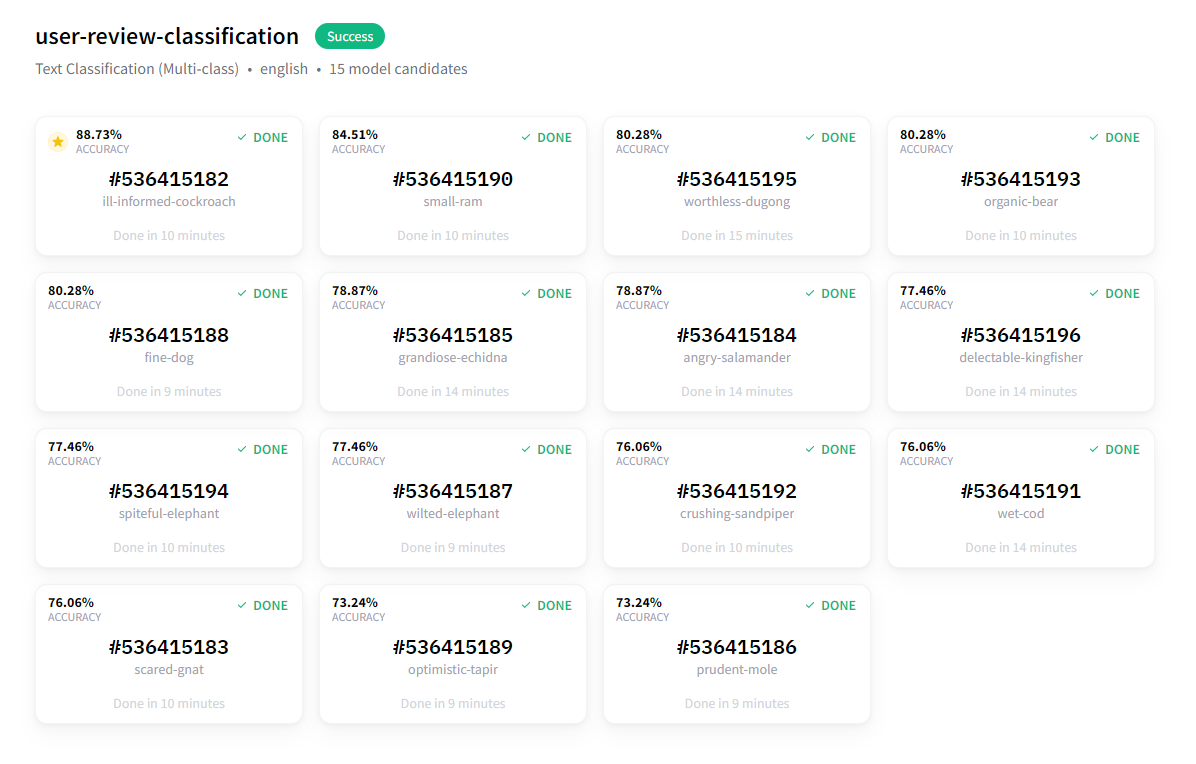 user-review-classification Success
Text Classification (Multi-class) • english • 15 model candidates
88.73% DONE
ACCURACY
#536415182
ill-informed-cockroach
Done in 10 minutes
84.51% DONE
ACCURACY
#536415190
small-ram
Done in 10 minutes
80.28% DONE
ACCURACY
#536415195
worthless-dugong
Done in 15 minutes
80.28% DONE
ACCURACY
#536415193
organic-bear
Done in 10 minutes
80.28% DONE
ACCURACY
#536415188
fine-dog
Done in 9 minutes
78.87% DONE
ACCURACY
#536415185
grandiose-echidna
Done in 14 minutes
78.87% DONE
ACCURACY
#536415184
angry-salamander
Done in 14 minutes
77.46% DONE
ACCURACY
#536415196
delectable-kingfisher
Done in 14 minutes
77.46% DONE
ACCURACY
#536415194
spiteful-elephant
Done in 10 minutes
77.46% DONE
ACCURACY
#536415187
wilted-elephant
Done in 9 minutes
76.06% DONE
ACCURACY
#536415192
crushing-sandpiper
Done in 10 minutes
76.06% DONE
ACCURACY
#536415191
wet-cod
Done in 14 minutes
76.06% DONE
ACCURACY
#536415183
scared-gnat
Done in 10 minutes
73.24% DONE
ACCURACY
#536415189
optimistic-tapir
Done in 9 minutes
73.24% DONE
ACCURACY
#536415186
prudent-mole
Done in 9 minutes